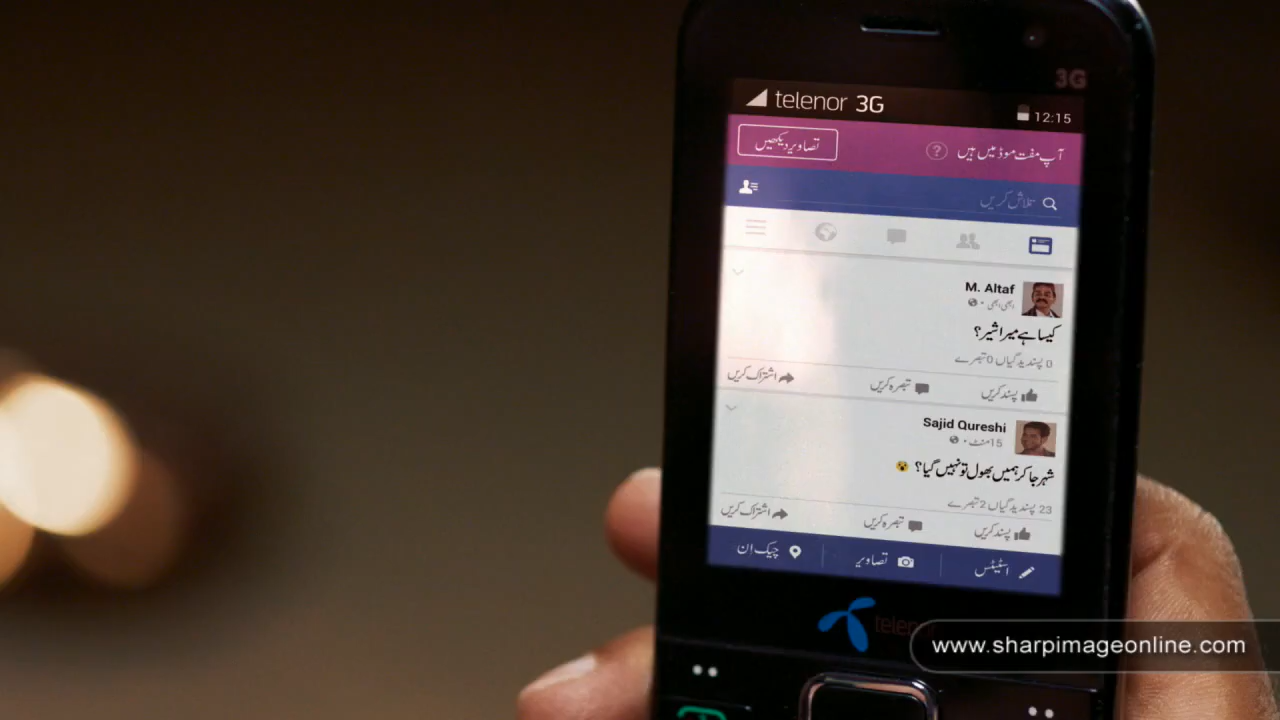 3G
telenor 3G
12:15
آپ مفت موڈ میں ہیں ?
تصاویر دیکھیں
تلاش کریں
M. Altaf
ابھی ابھی
کیسا ہے میرا شیر؟
0 پسندیدگیاں 0 تبصرے
پسند کریں تبصرہ کریں اشتراک کریں
Sajid Qureshi
15 منٹ
شہر جا کر ہمیں بھول تو نہیں گیا؟ 😮
23 پسندیدگیاں 2 تبصرے
پسند کریں تبصرہ کریں اشتراک کریں
اسٹیٹس تصاویر چیک ان
telenor
www.sharpimageonline.com